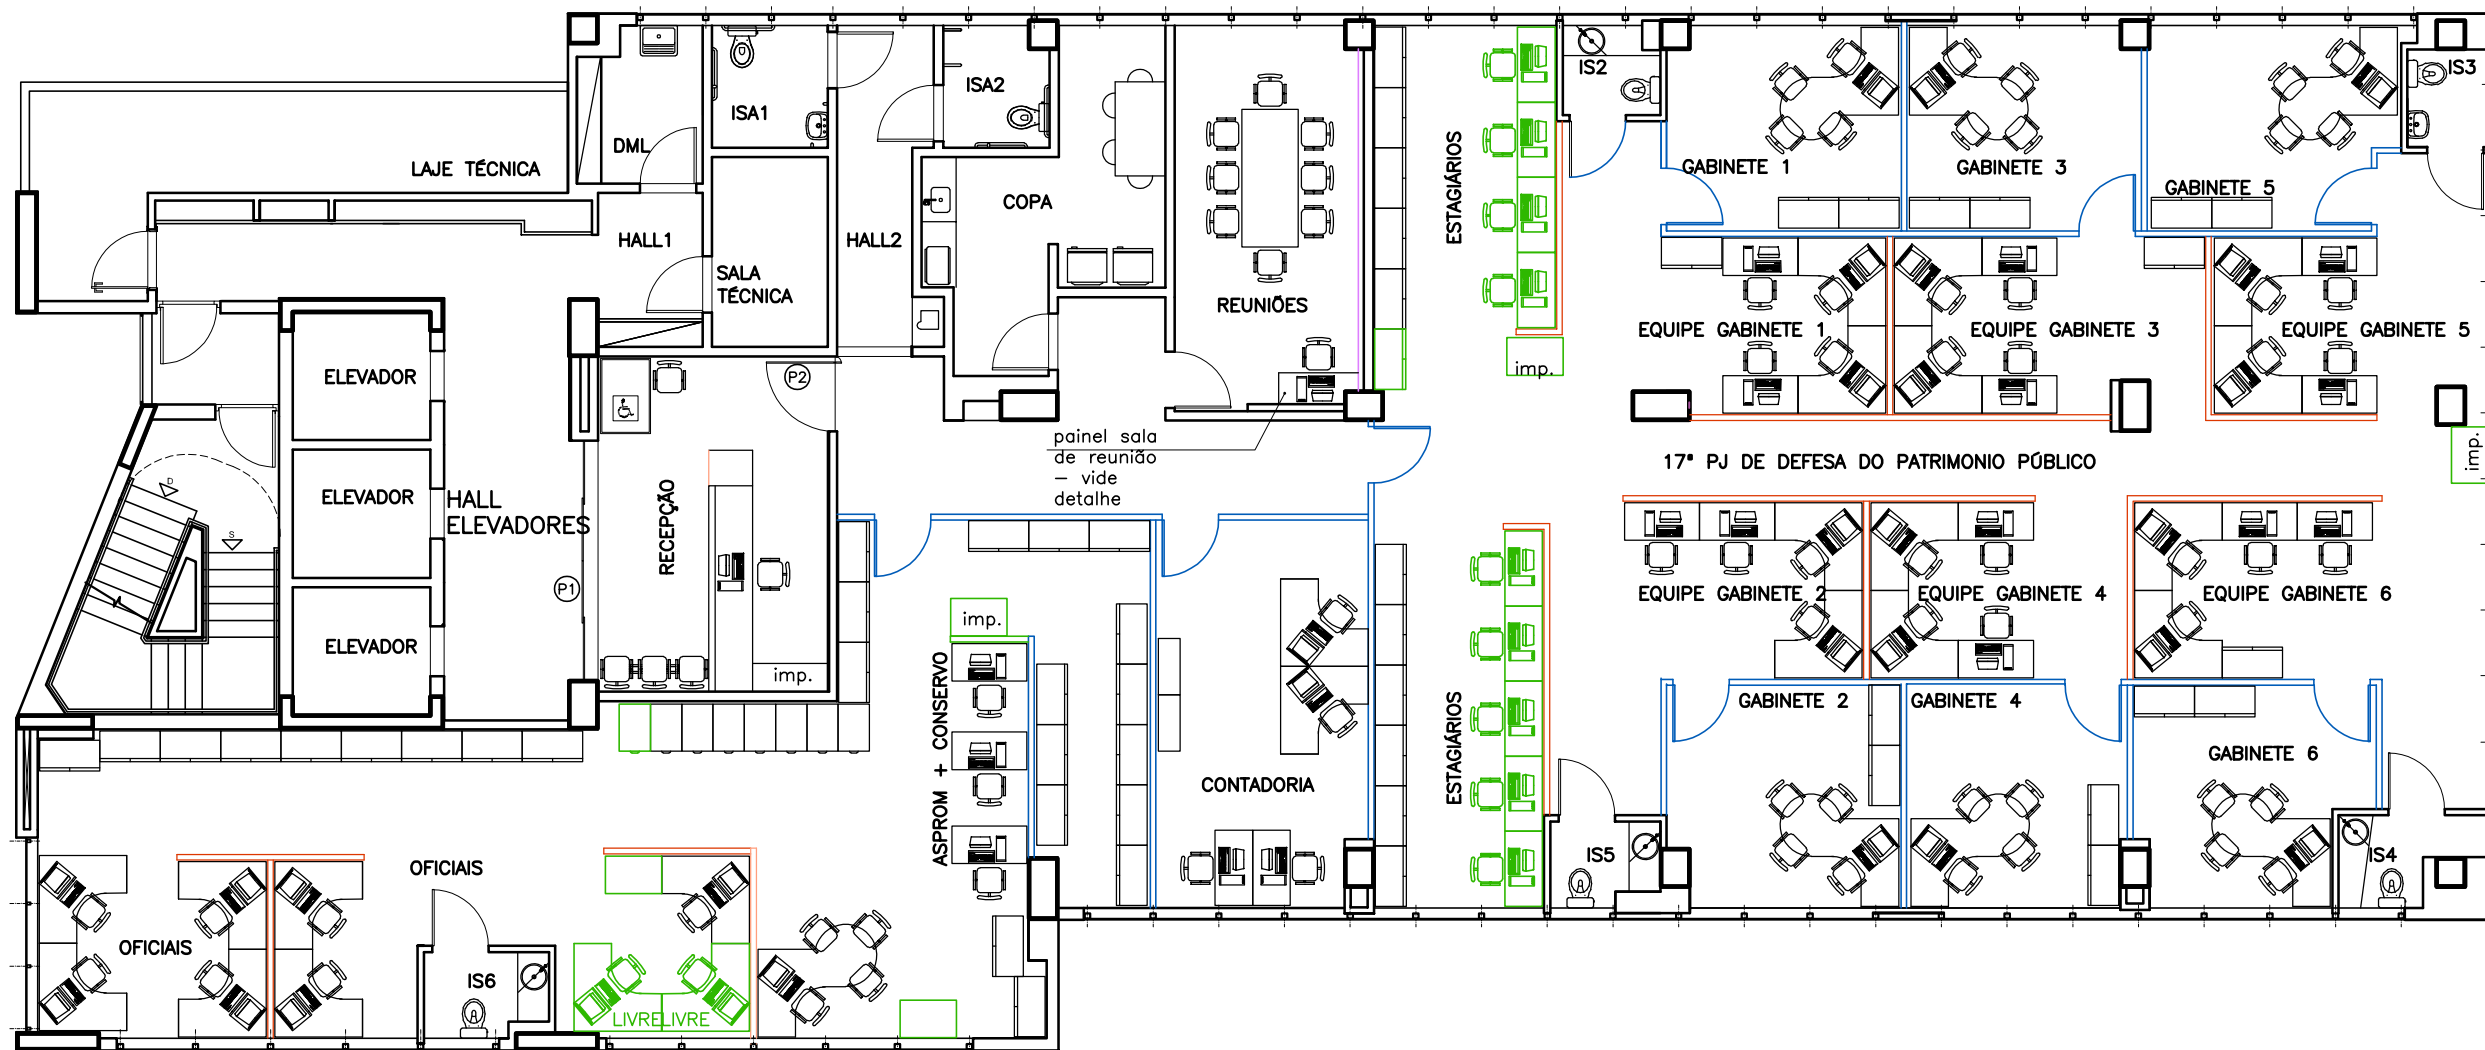 IS2
IS3
ISA1
ISA2
DML
LAJE TÉCNICA
GABINETE 1
GABINETE 3
GABINETE 5
ESTAGIÁRIOS
COPA
HALL1
HALL2
SALA
TÉCNICA
REUNIÕES
EQUIPE GABINETE 1
EQUIPE GABINETE 3
EQUIPE GABINETE 5
imp.
ELEVADOR
P2
painel sala
de reunião
– vide
detalhe
17ª PJ DE DEFESA DO PATRIMONIO PÚBLICO
imp.
ELEVADOR
HALL
ELEVADORES
RECEPÇÃO
D
S
P1
EQUIPE GABINETE 2
EQUIPE GABINETE 4
EQUIPE GABINETE 6
imp.
ELEVADOR
imp.
GABINETE 2
GABINETE 4
GABINETE 6
ASPROM + CONSERVO
CONTADORIA
ESTAGIÁRIOS
IS5
IS4
OFICIAIS
OFICIAIS
IS6
LIVRE
LIVRE